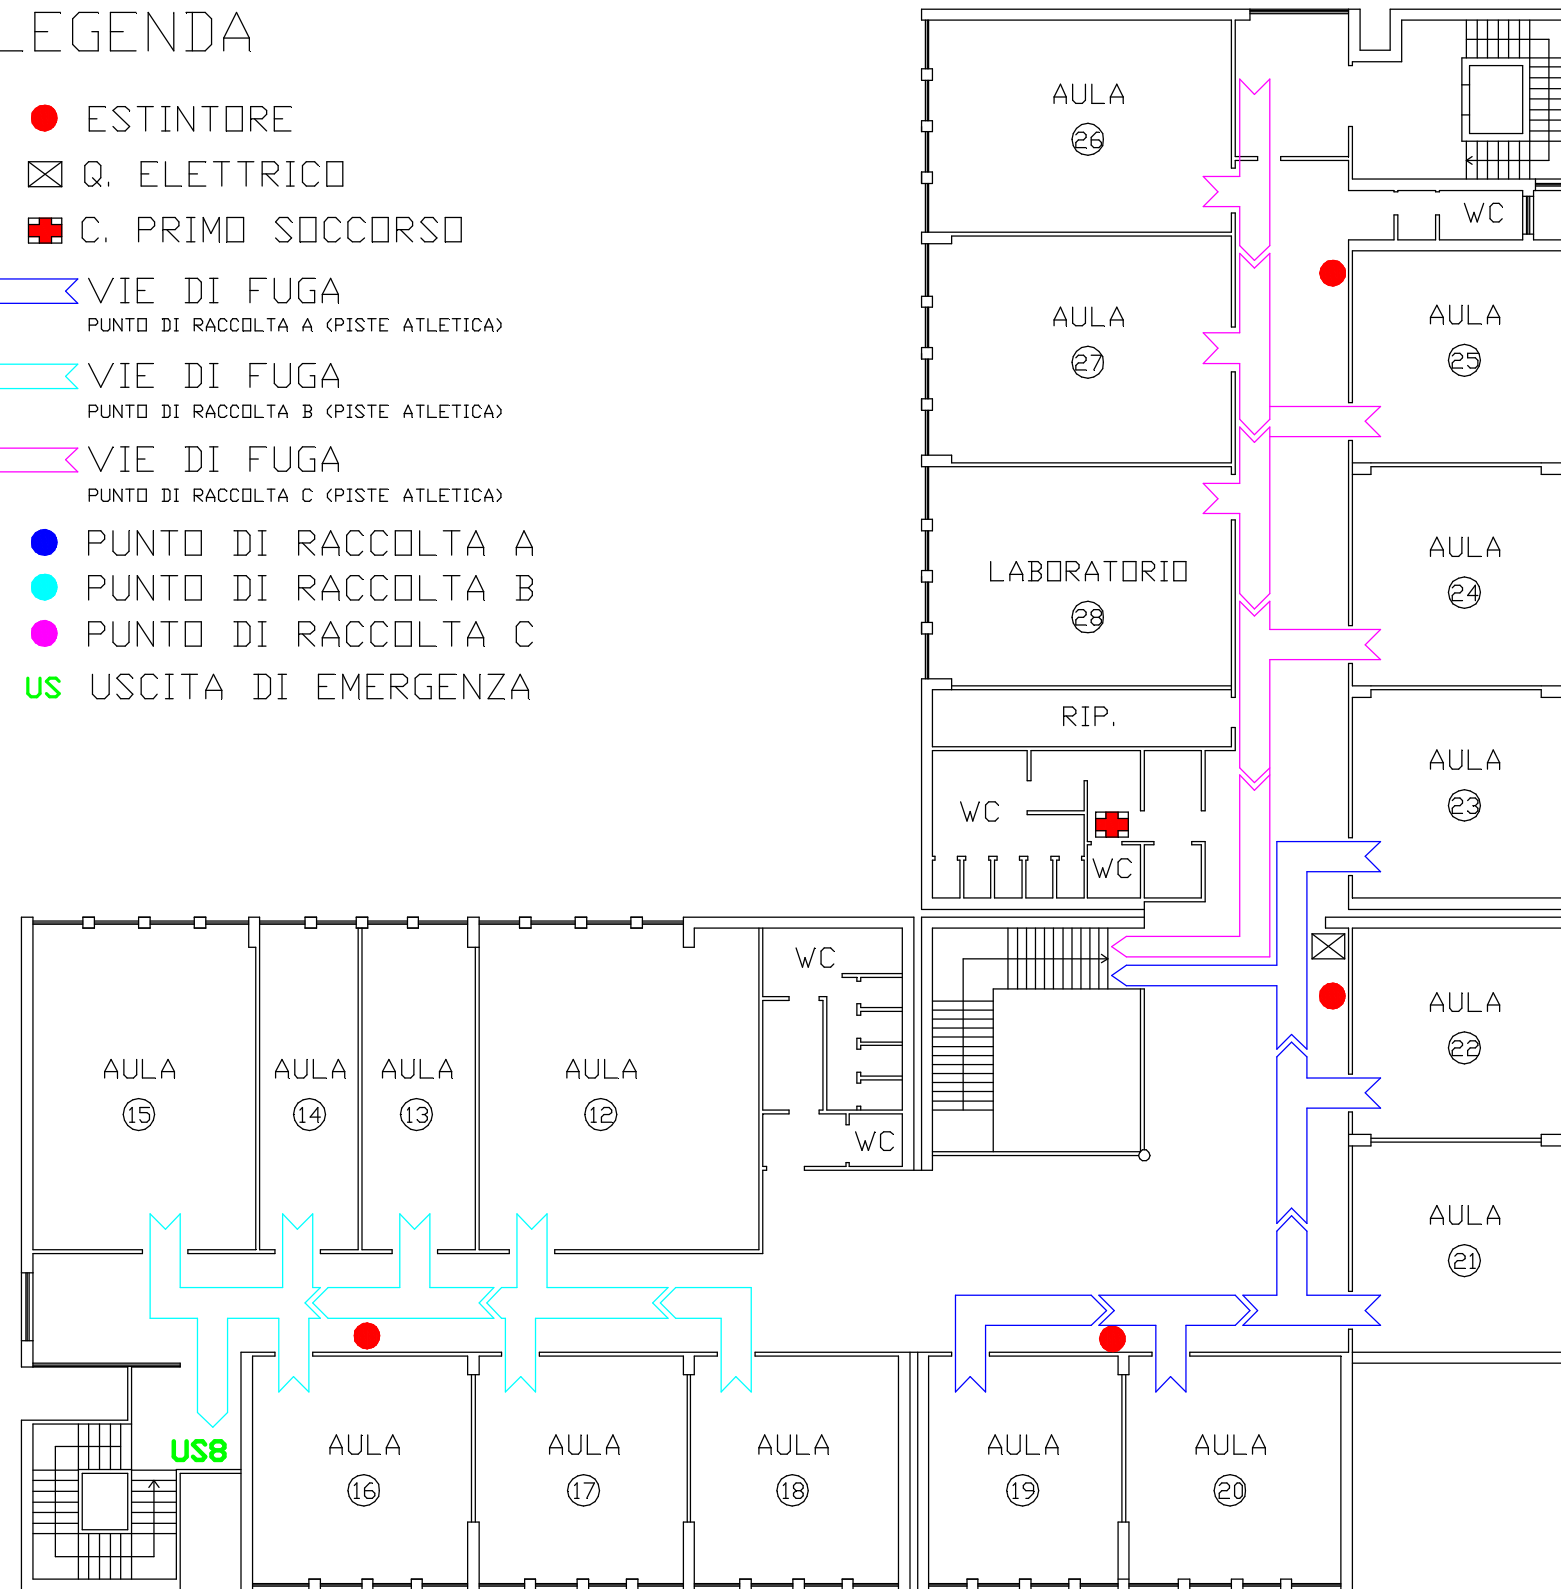 LEGENDA
ESTINTORE
Q. ELETTRICO
C. PRIMO SOCCORSO
VIE DI FUGA
PUNTO DI RACCOLTA A (PISTE ATLETICA)
VIE DI FUGA
PUNTO DI RACCOLTA B (PISTE ATLETICA)
VIE DI FUGA
PUNTO DI RACCOLTA C (PISTE ATLETICA)
PUNTO DI RACCOLTA A
PUNTO DI RACCOLTA B
PUNTO DI RACCOLTA C
US USCITA DI EMERGENZA
AULA
26
WC
AULA
27
AULA
25
LABORATORIO
28
AULA
24
RIP.
AULA
23
WC
WC
AULA
15
AULA
14
AULA
13
AULA
12
WC
WC
AULA
22
AULA
21
US8
AULA
16
AULA
17
AULA
18
AULA
19
AULA
20